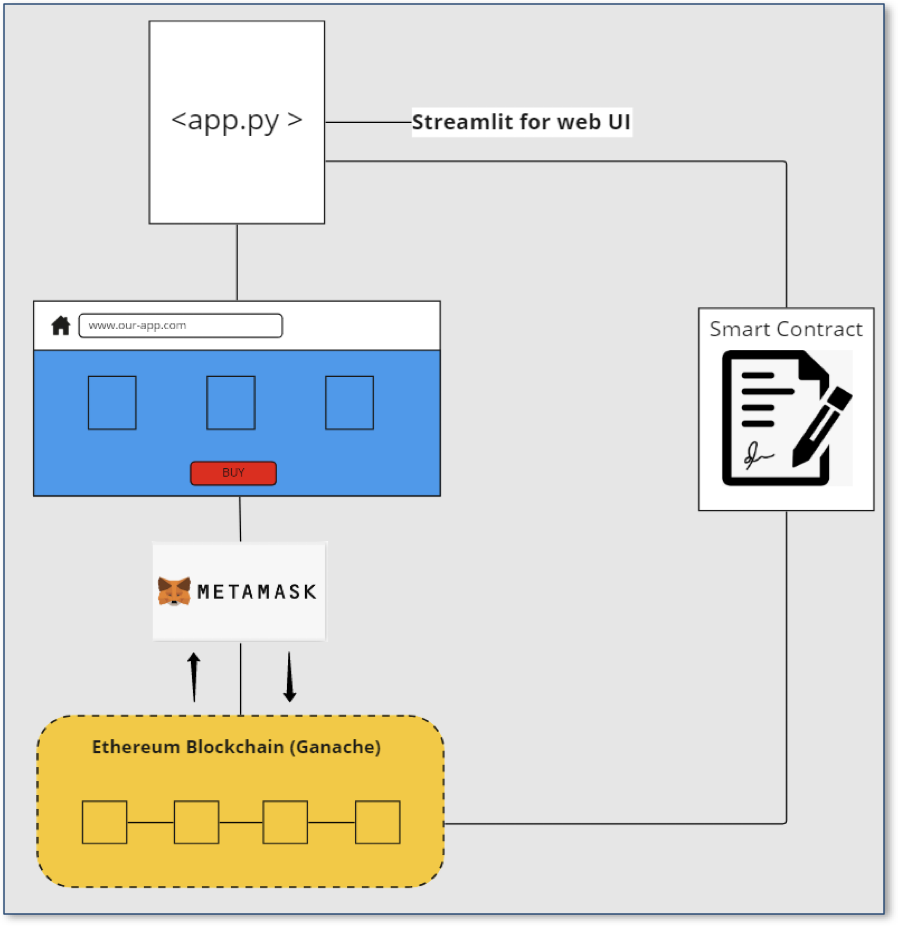 <app.py >
Streamlit for web UI
www.our-app.com
Smart Contract
BUY
METAMASK
Ethereum Blockchain (Ganache)